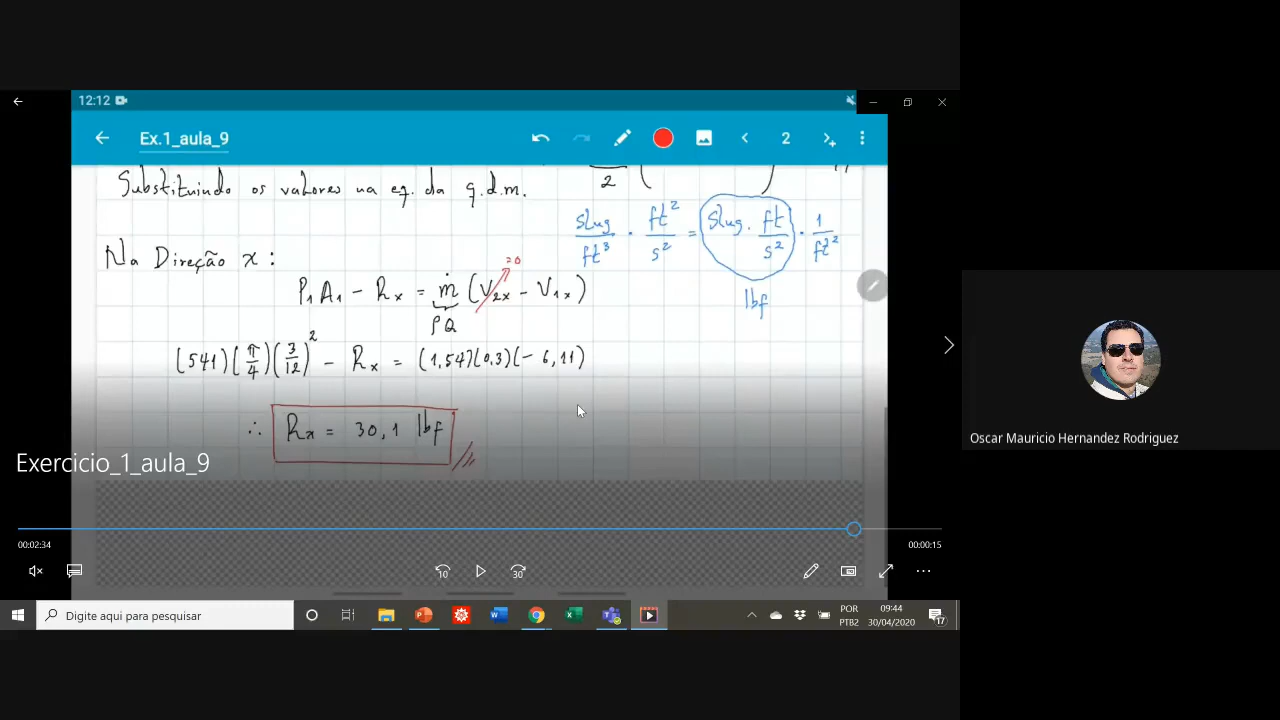 12:12
Ex.1_aula_9
2
Substituindo os valores na eq. da q.d.m.
2 ( )
slug/ft³ · ft²/s² = slug. ft/s² · 1/ft²
lbf
Na Direção x:
=0
P₁A₁ - Rx = ṁ (V₂x - V₁x)
ρQ
(541)(π/4)(3/12)² - Rx = (1,54)(0,3)(-6,11)
∴ Rx = 30,1 lbf
Exercicio_1_aula_9
00:02:34
00:00:15
10
30
Digite aqui para pesquisar
POR
PTB2
09:44
30/04/2020
17
Oscar Mauricio Hernandez Rodriguez